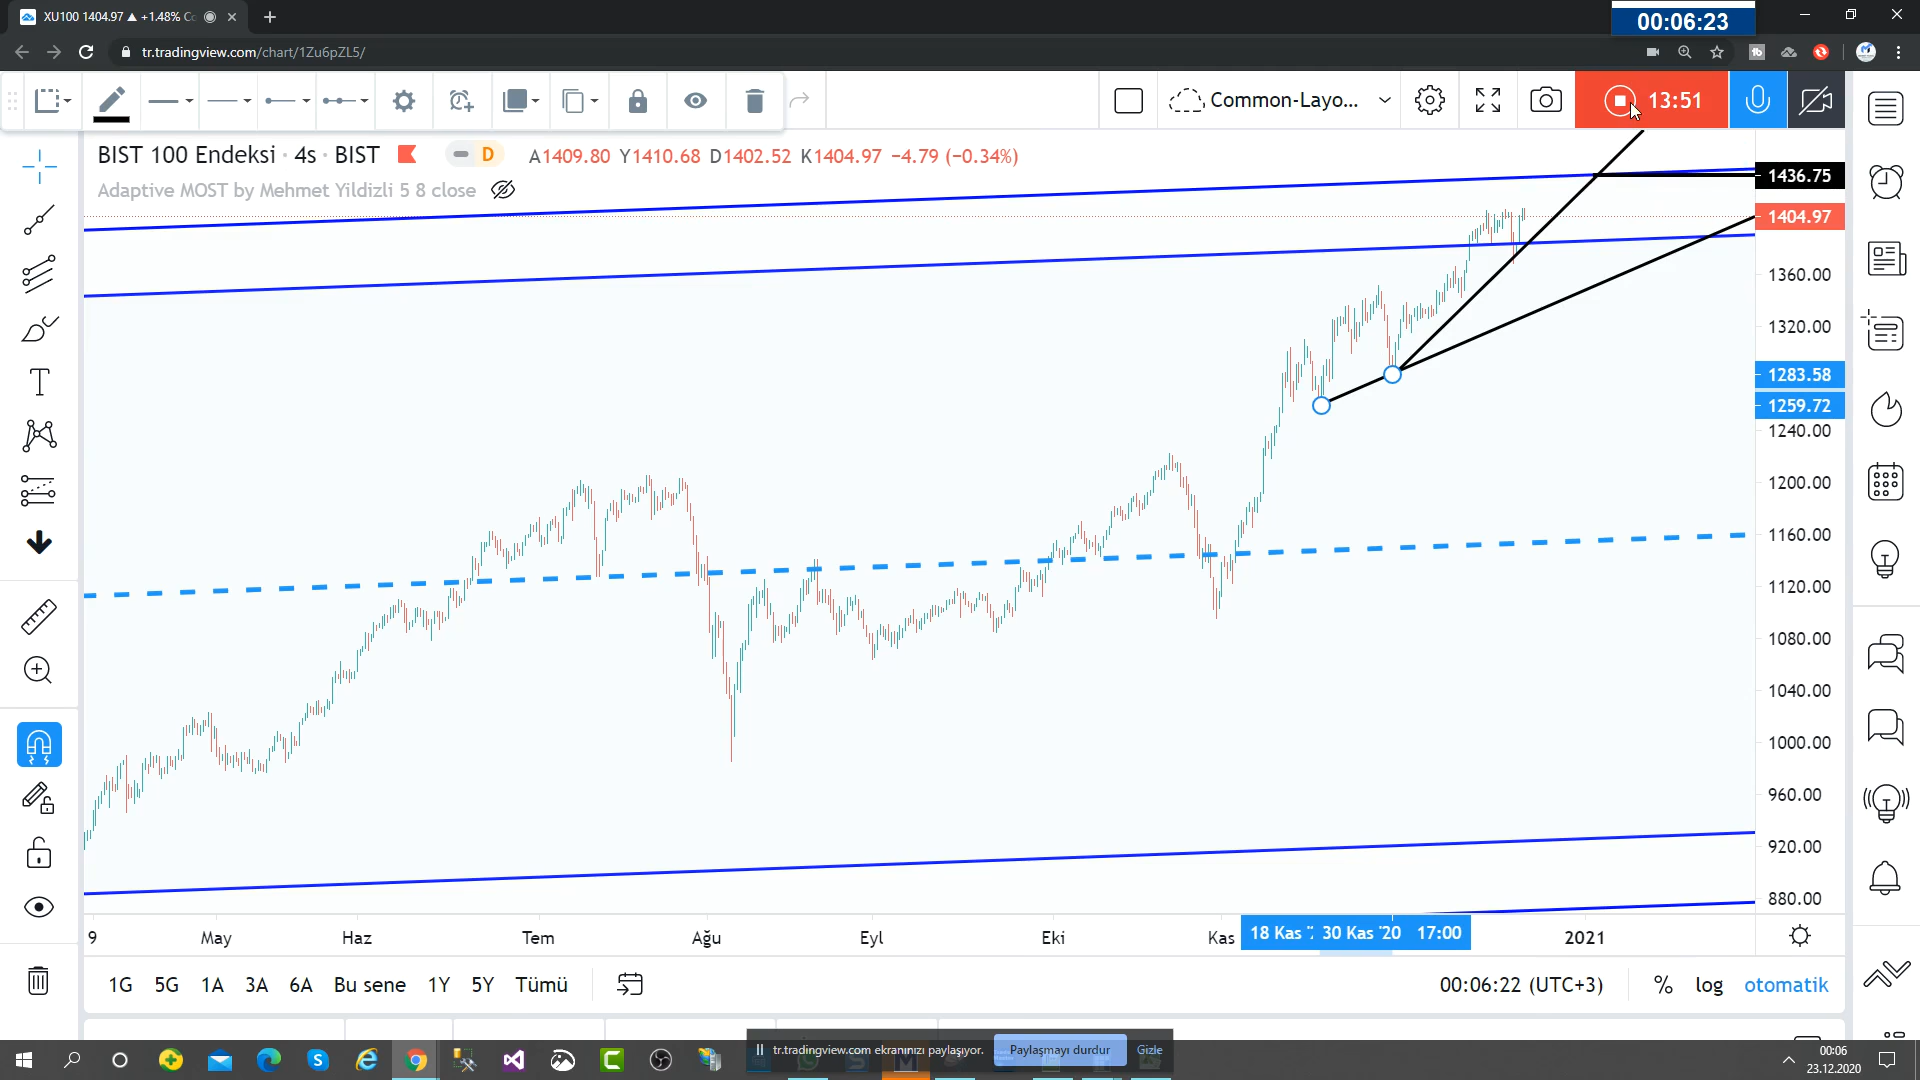 XU100 1404.97 ▲ +1.48% Co
00:06:23
tr.tradingview.com/chart/1Zu6pZL5/
Common-Layo...
13:51
BIST 100 Endeksi · 4s · BIST
D
A1409.80 Y1410.68 D1402.52 K1404.97 −4.79 (−0.34%)
Adaptive MOST by Mehmet Yildizli 5 8 close
1436.75
1404.97
1360.00
1320.00
1283.58
1259.72
1240.00
1200.00
1160.00
1120.00
1080.00
1040.00
1000.00
960.00
920.00
880.00
9 May Haz Tem Ağu Eyl Eki Kas 18 Kas '2 30 Kas '20 17:00 2021
1G 5G 1A 3A 6A Bu sene 1Y 5Y Tümü
00:06:22 (UTC+3) % log otomatik
tr.tradingview.com ekranınızı paylaşıyor. Paylaşmayı durdur Gizle
00:06
23.12.2020